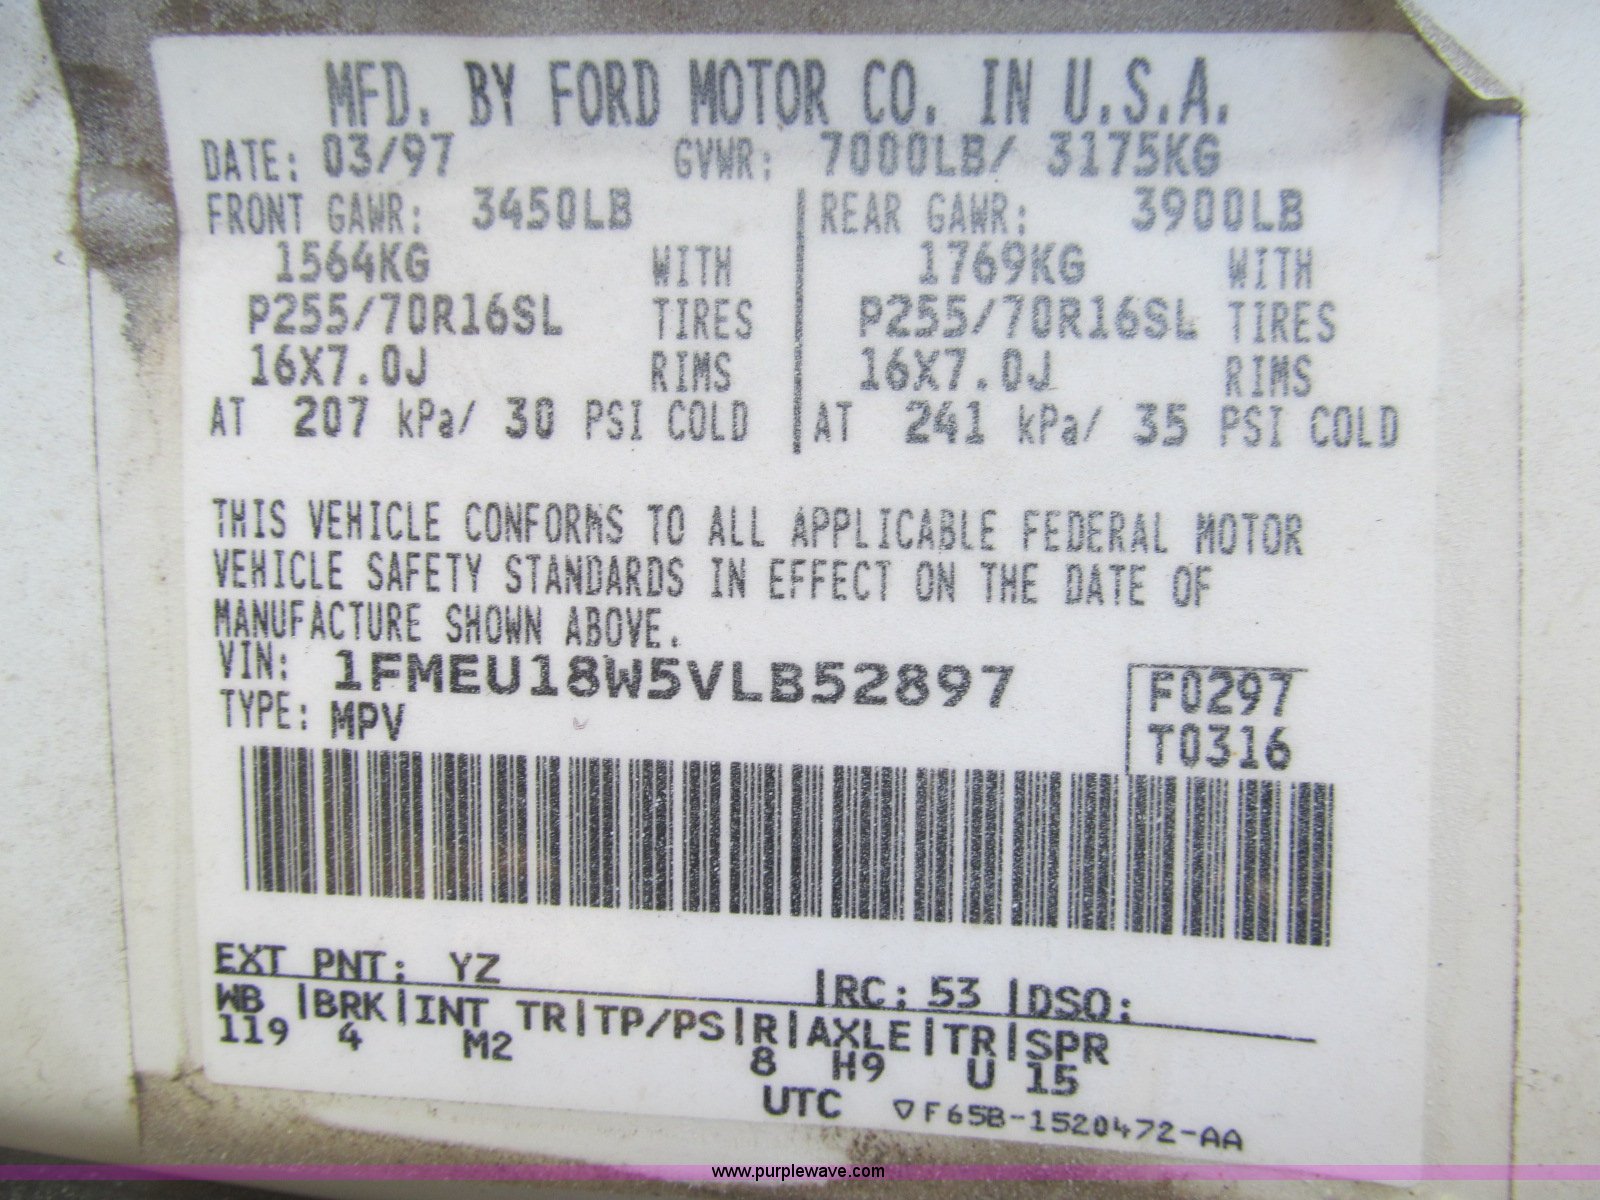 MFD. BY FORD MOTOR CO. IN U.S.A.
DATE: 03/97 GVWR: 7000LB/ 3175KG
FRONT GAWR: 3450LB REAR GAWR: 3900LB
1564KG WITH 1769KG WITH
P255/70R16SL TIRES P255/70R16SL TIRES
16X7.0J RIMS 16X7.0J RIMS
AT 207 kPa/ 30 PSI COLD AT 241 kPa/ 35 PSI COLD
THIS VEHICLE CONFORMS TO ALL APPLICABLE FEDERAL MOTOR
VEHICLE SAFETY STANDARDS IN EFFECT ON THE DATE OF
MANUFACTURE SHOWN ABOVE.
VIN: 1FMEU18W5VLB52897 F0297
TYPE: MPV T0316
EXT PNT: YZ |RC: 53 |DSO:
WB |BRK|INT TR|TP/PS|R|AXLE|TR|SPR
119 4 M2 8 H9 U 15
UTC ▽F65B-1520472-AA
www.purplewave.com